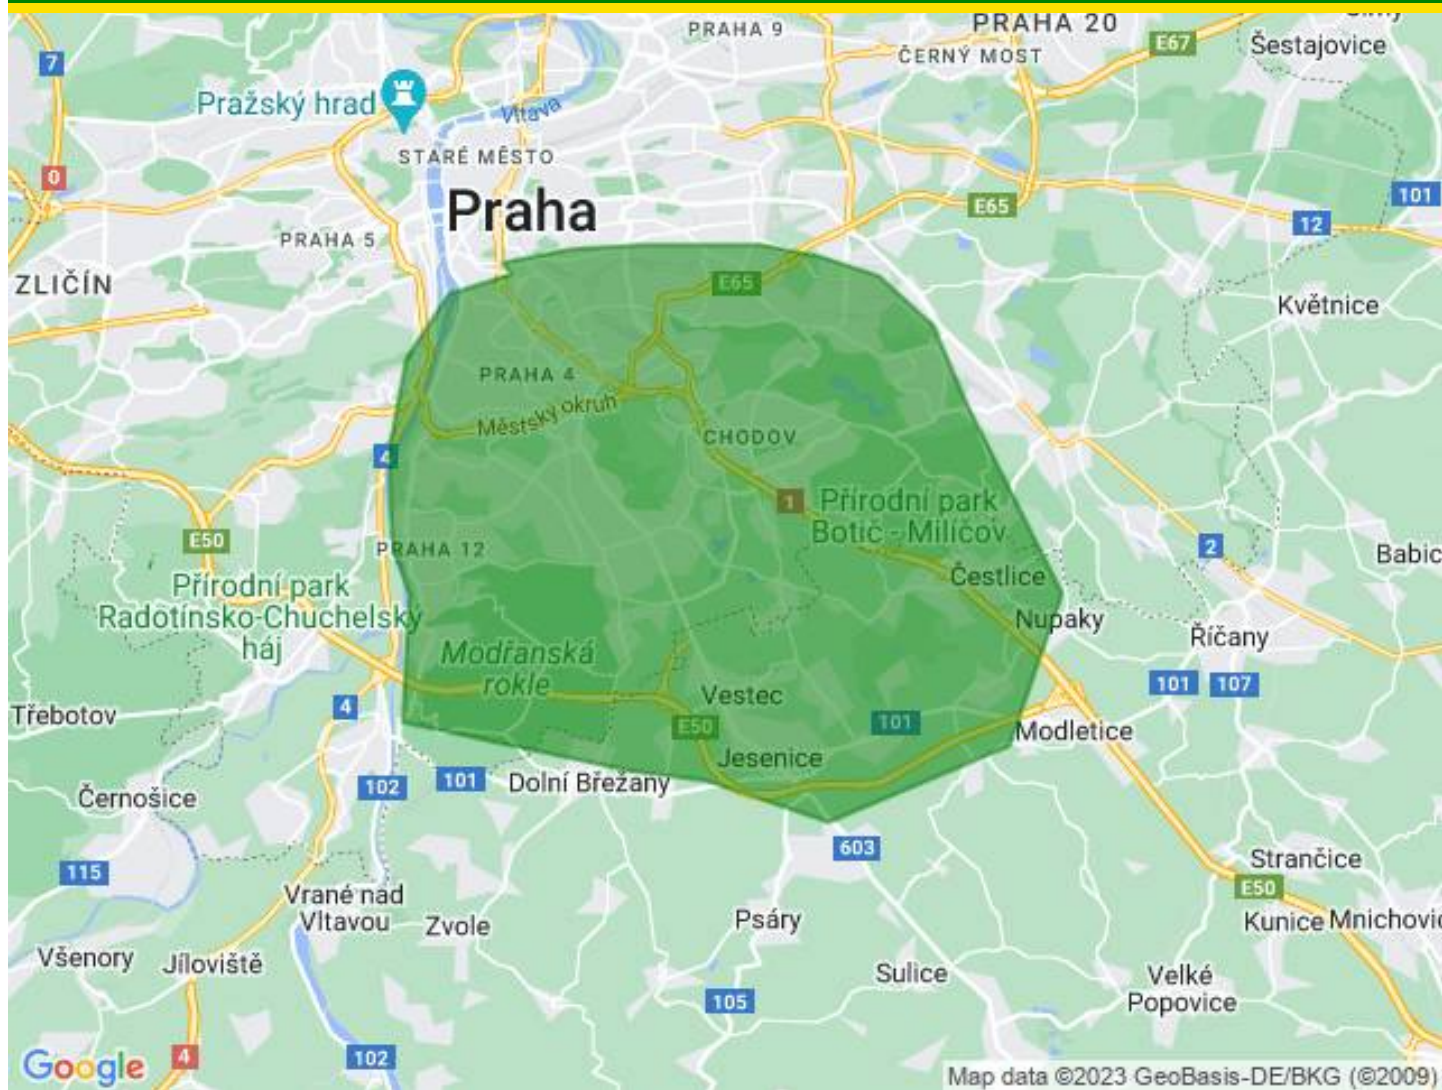 PRAHA 9
PRAHA 20
E67
ČERNÝ MOST
Šestajovice
7
Pražský hrad
Vltava
STARÉ MĚSTO
0
101
Praha
E65
12
PRAHA 5
ZLIČÍN
E65
Květnice
PRAHA 4
Městský okruh
CHODOV
4
1
Přírodní park
Botič - Milíčov
E50
PRAHA 12
2
Babic
Přírodní park
Radotínsko-Chuchelský
háj
Čestlice
Nupaky
Říčany
Modřanská
rokle
Vestec
101
107
4
E50
101
Třebotov
Modletice
Jesenice
102
101
Dolní Břežany
Černošice
603
115
Strančice
E50
Vrané nad
Vltavou
Zvole
Psáry
Kunice
Mnichovic
Všenory
Jíloviště
Sulice
Velké
Popovice
105
4
102
Google
Map data ©2023 GeoBasis-DE/BKG (©2009)